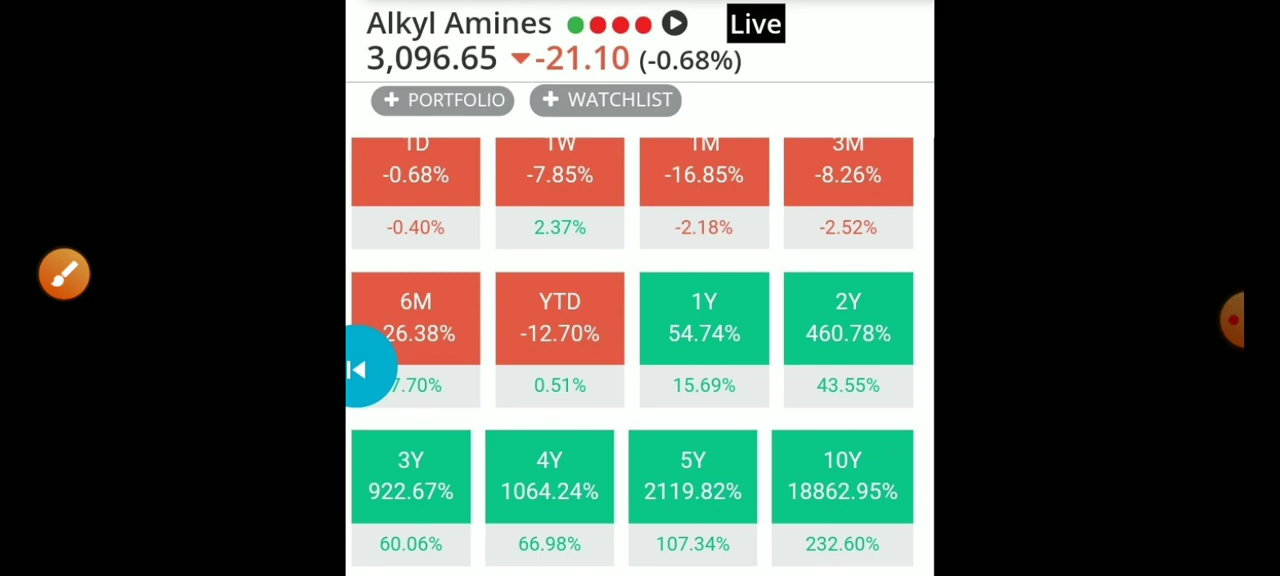 Alkyl Amines Live
3,096.65 -21.10 (-0.68%)
+ PORTFOLIO + WATCHLIST
1D 1W 1M 3M
-0.68% -7.85% -16.85% -8.26%
-0.40% 2.37% -2.18% -2.52%
6M YTD 1Y 2Y
26.38% -12.70% 54.74% 460.78%
7.70% 0.51% 15.69% 43.55%
3Y 4Y 5Y 10Y
922.67% 1064.24% 2119.82% 18862.95%
60.06% 66.98% 107.34% 232.60%